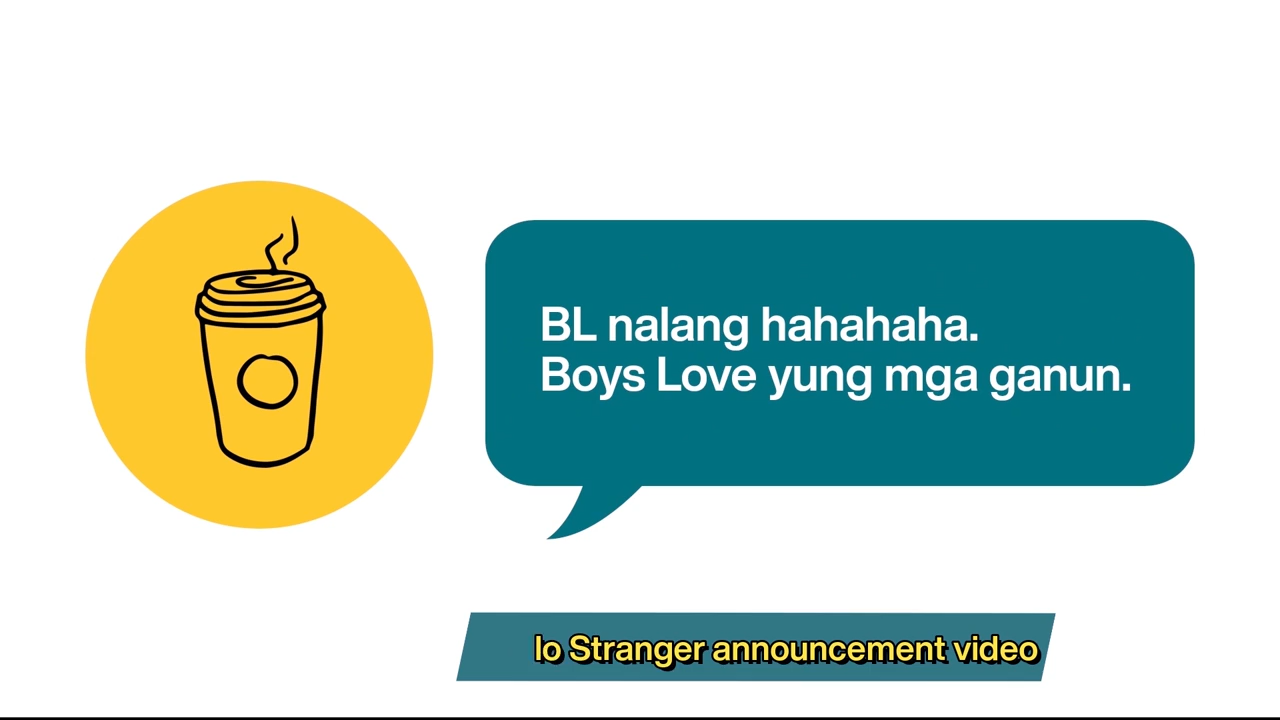 BL nalang hahahaha.
Boys Love yung mga ganun.
lo Stranger announcement video